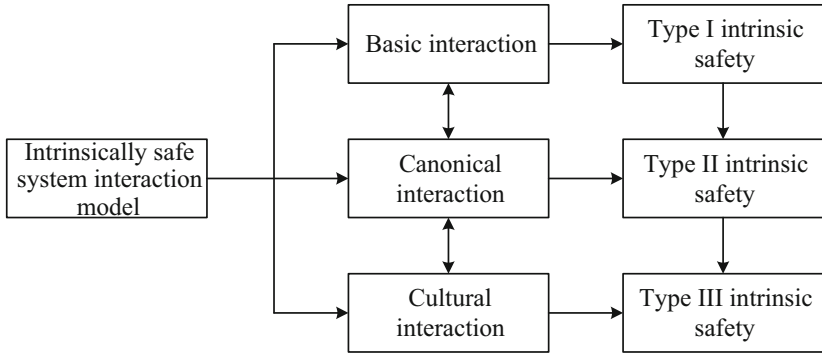 Basic interaction
Type I intrinsic
safety
Intrinsically safe
system interaction
model
Canonical
interaction
Type II intrinsic
safety
Cultural
interaction
Type III intrinsic
safety